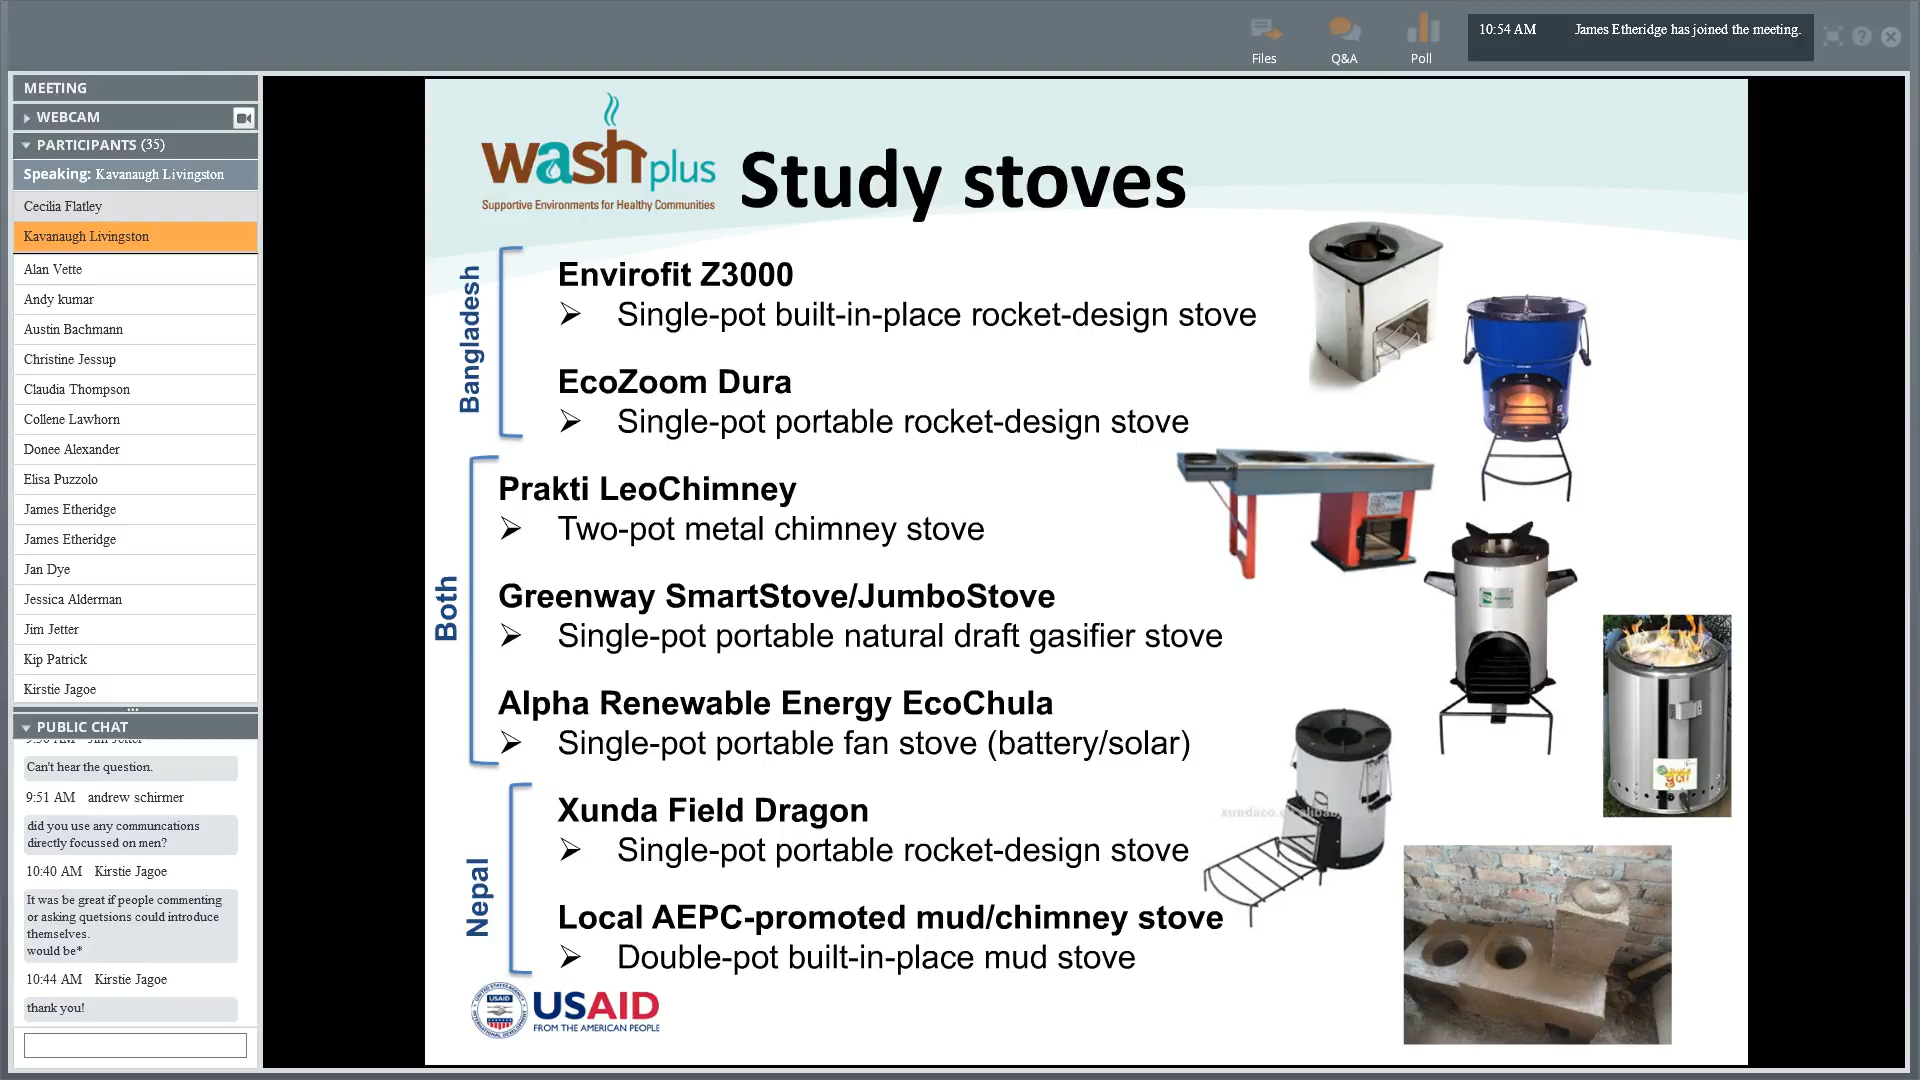 Files
Q&A
Poll
10:54 AM James Etheridge has joined the meeting.
MEETING
WEBCAM
PARTICIPANTS (35)
Speaking: Kavanaugh Livingston
Cecilia Flatley
Kavanaugh Livingston
Alan Vette
Andy kumar
Austin Bachmann
Christine Jessup
Claudia Thompson
Collene Lawhorn
Donee Alexander
Elisa Puzzolo
James Etheridge
James Etheridge
Jan Dye
Jessica Alderman
Jim Jetter
Kip Patrick
Kirstie Jagoe
PUBLIC CHAT
Can't hear the question.
9:51 AM andrew schirmer
did you use any communcations
directly focussed on men?
10:40 AM Kirstie Jagoe
It was be great if people commenting
or asking quetsions could introduce
themselves.
would be*
10:44 AM Kirstie Jagoe
thank you!
wash plus
Supportive Environments for Healthy Communities
Study stoves
Bangladesh
Envirofit Z3000
Single-pot built-in-place rocket-design stove
EcoZoom Dura
Single-pot portable rocket-design stove
Both
Prakti LeoChimney
Two-pot metal chimney stove
Greenway SmartStove/JumboStove
Single-pot portable natural draft gasifier stove
Alpha Renewable Energy EcoChula
Single-pot portable fan stove (battery/solar)
Nepal
Xunda Field Dragon
Single-pot portable rocket-design stove
Local AEPC-promoted mud/chimney stove
Double-pot built-in-place mud stove
USAID
USAID
FROM THE AMERICAN PEOPLE